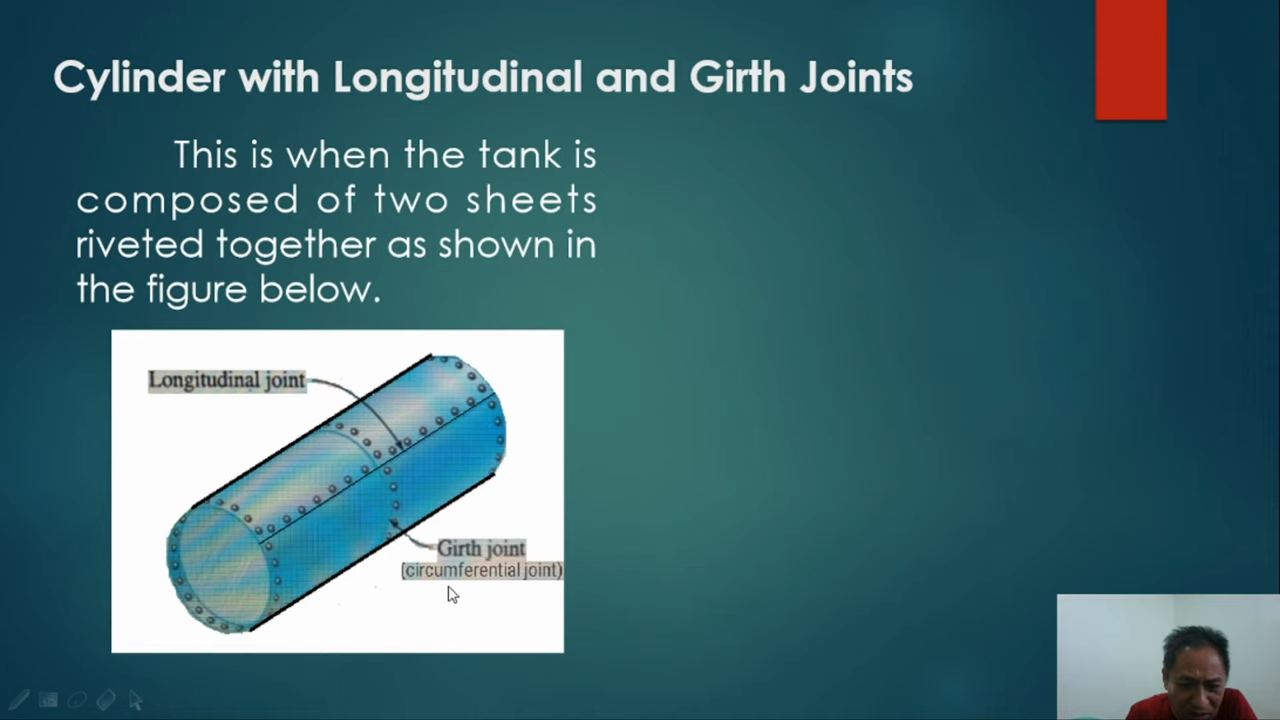 Cylinder with Longitudinal and Girth Joints
This is when the tank is
composed of two sheets
riveted together as shown in
the figure below.
Longitudinal joint
Girth joint
(circumferential joint)